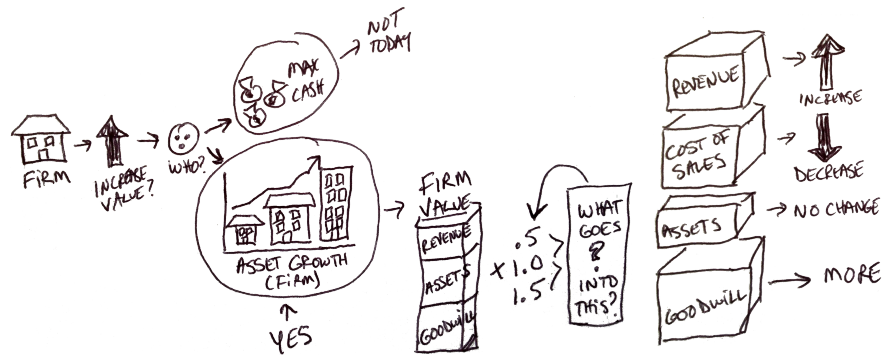 FIRM
INCREASE
VALUE?
WHO?
MAX
CASH
NOT
TODAY
ASSET GROWTH
(FIRM)
YES
FIRM
VALUE
REVENUE
ASSETS
GOODWILL
.5
x 1.0
1.5
WHAT
GOES
?
INTO
THIS?
REVENUE
INCREASE
COST OF
SALES
DECREASE
ASSETS
NO CHANGE
GOODWILL
MORE